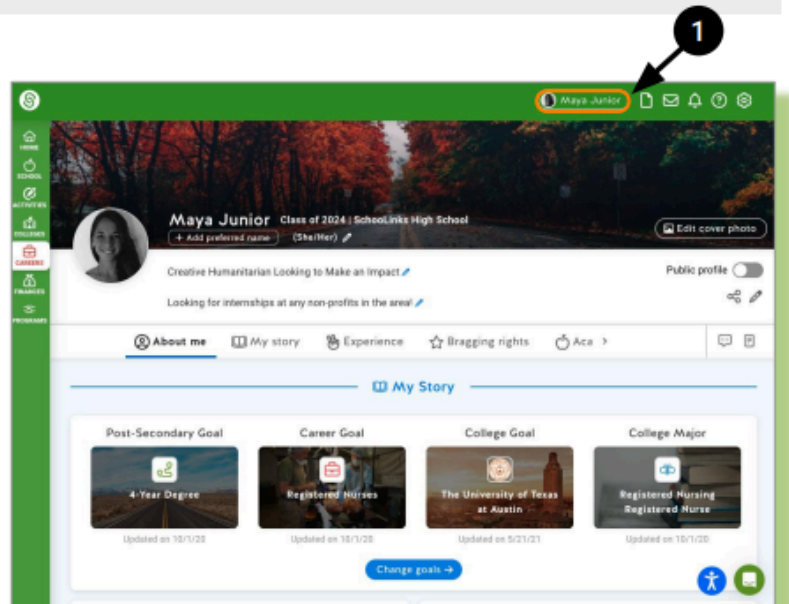 1
Maya Junior
HOME
SCHOOL
ACTIVITIES
COLLEGES
CAREERS
FINANCES
PROGRAMS
Maya Junior Class of 2024 | SchooLinks High School
+ Add preferred name (She/Her)
Edit cover photo
Creative Humanitarian Looking to Make an Impact
Public profile
Looking for internships at any non-profits in the area!
About me My story Experience Bragging rights Aca >
My Story
Post-Secondary Goal Career Goal College Goal College Major
4-Year Degree Registered Nurses The University of Texas Registered Nursing
at Austin Registered Nurse
Updated on 10/1/20 Updated on 10/1/20 Updated on 5/21/21 Updated on 10/1/20
Change goals →